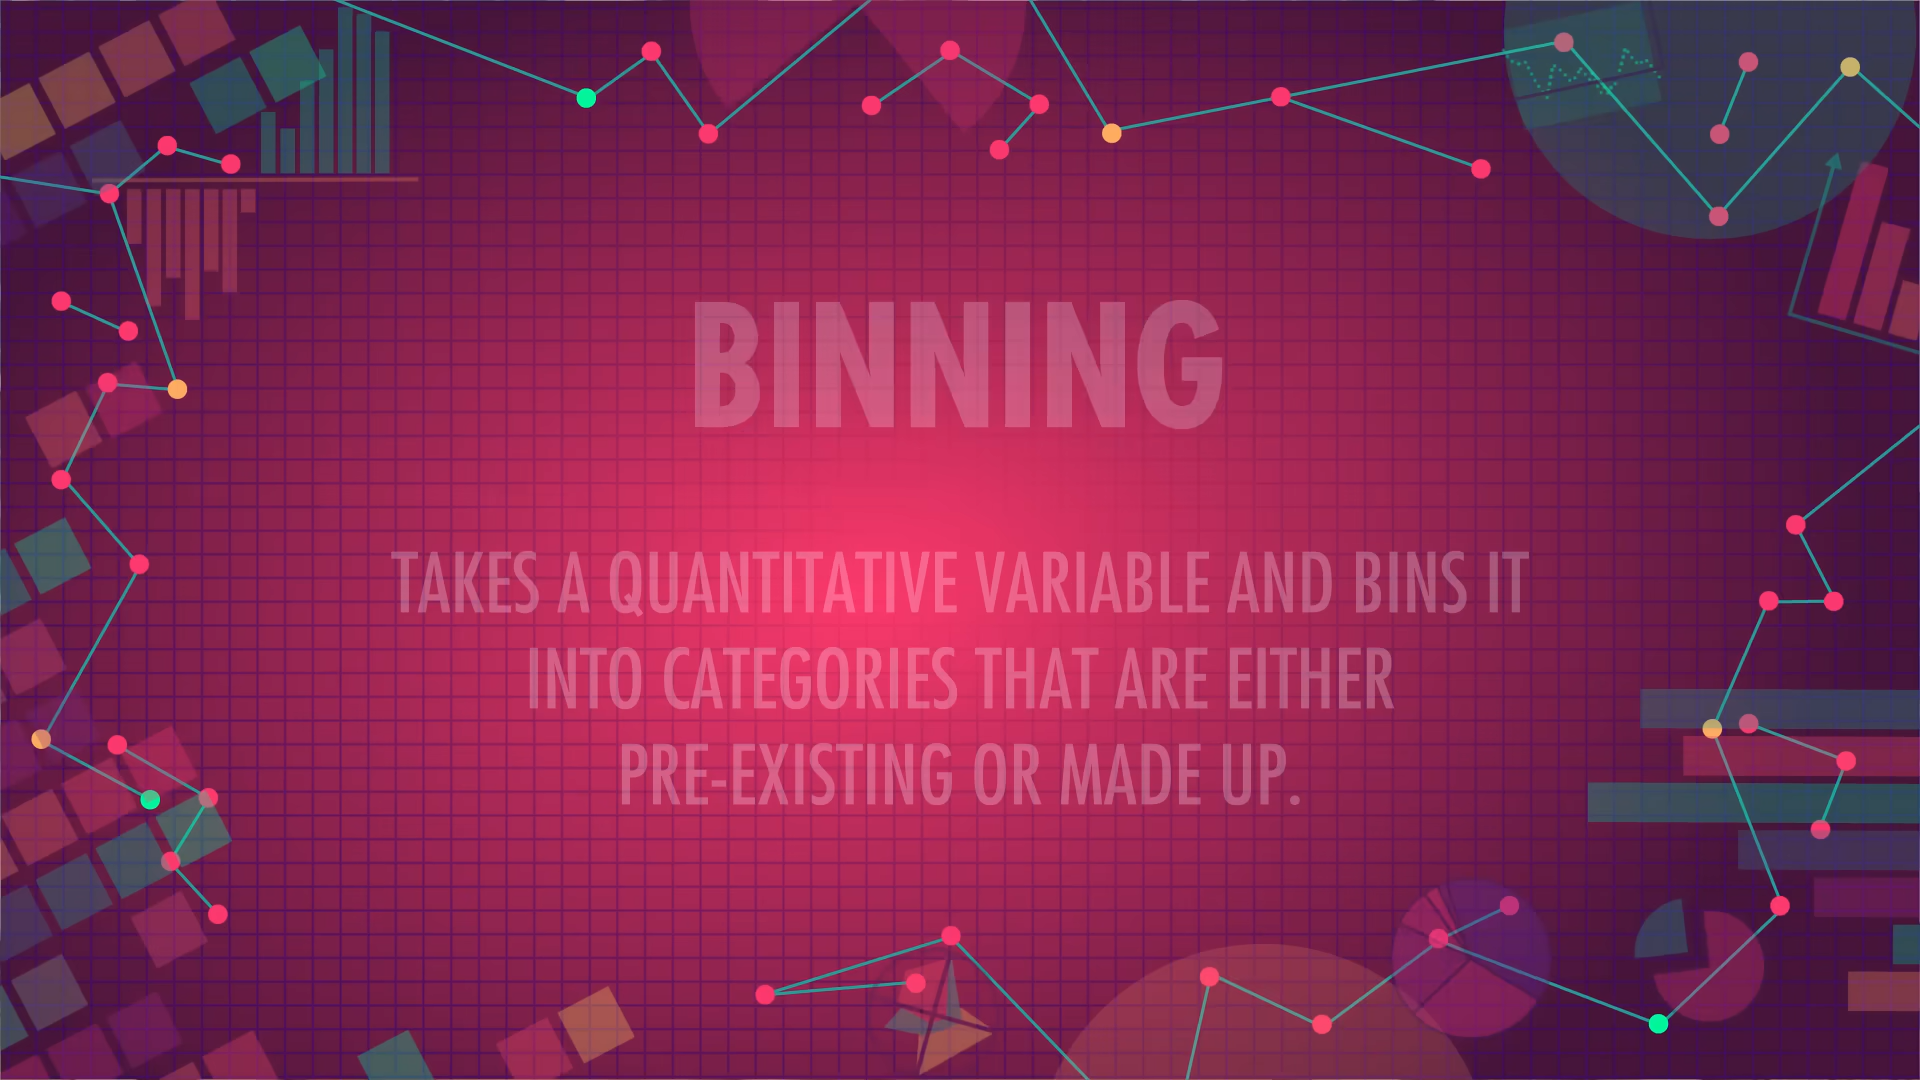 BINNING
TAKES A QUANTITATIVE VARIABLE AND BINS IT
INTO CATEGORIES THAT ARE EITHER
PRE-EXISTING OR MADE UP.